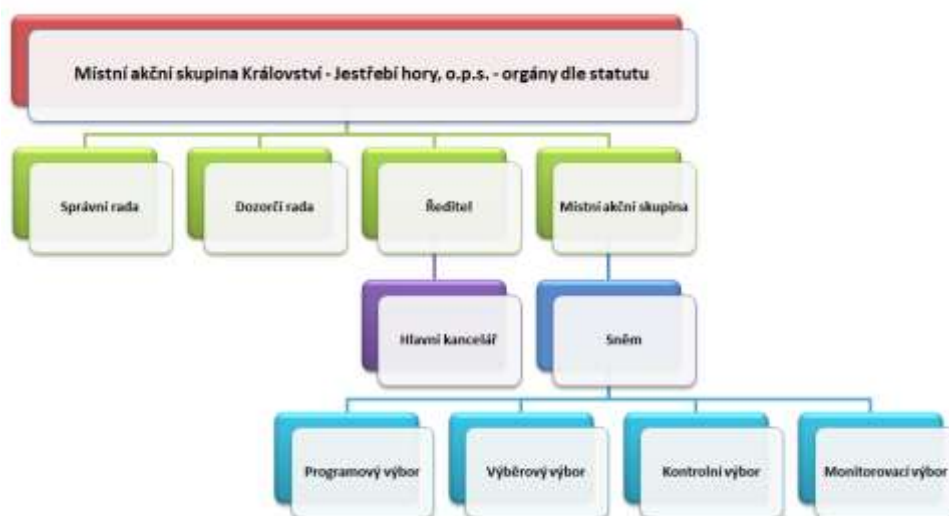 Místní akční skupina Království - Jestřebí hory, o.p.s. - orgány dle statutu
Správní rada
Dozorčí rada
Ředitel
Místní akční skupina
Hlavní kancelář
Sněm
Programový výbor
Výběrový výbor
Kontrolní výbor
Monitorovací výbor